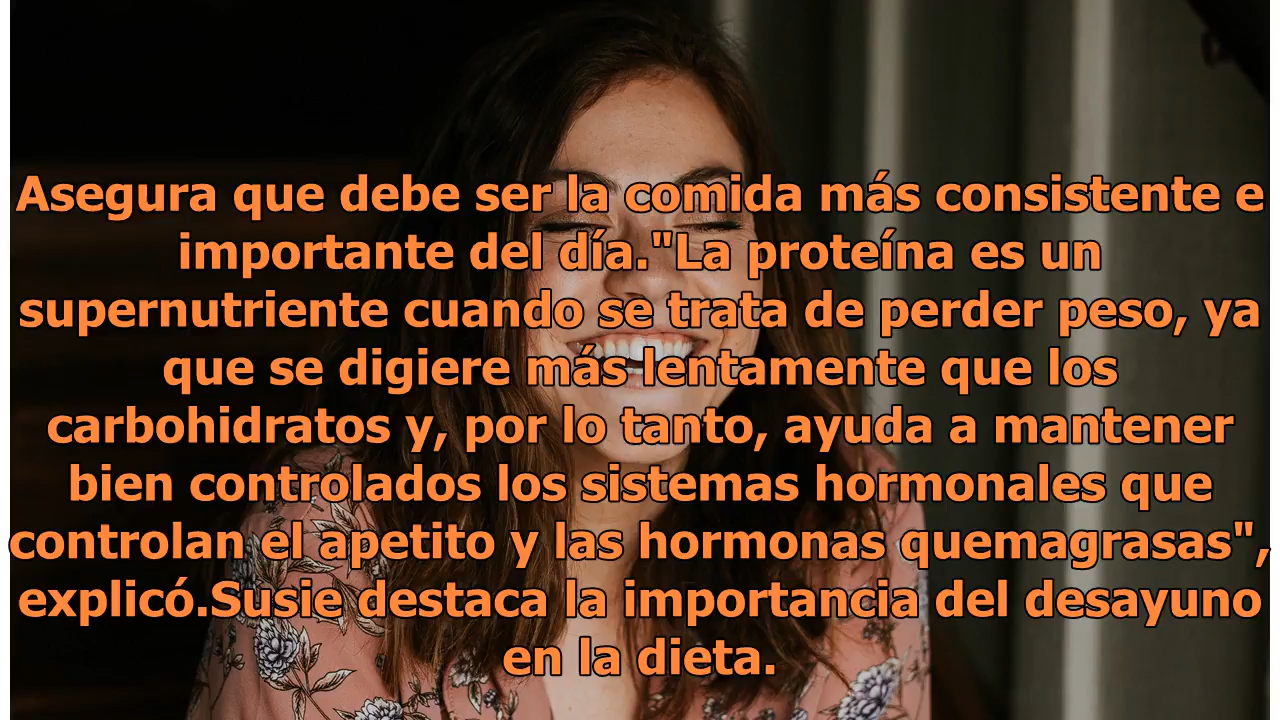 Asegura que debe ser la comida más consistente e
importante del día."La proteína es un
supernutriente cuando se trata de perder peso, ya
que se digiere más lentamente que los
carbohidratos y, por lo tanto, ayuda a mantener
bien controlados los sistemas hormonales que
controlan el apetito y las hormonas quemagrasas",
explicó.Susie destaca la importancia del desayuno
en la dieta.